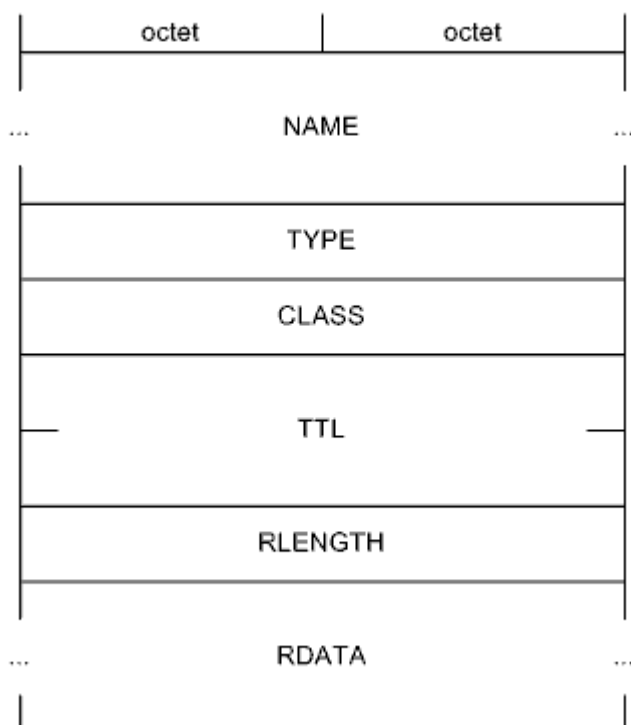 octet octet
... NAME ...
TYPE
CLASS
TTL
RLENGTH
... RDATA ...